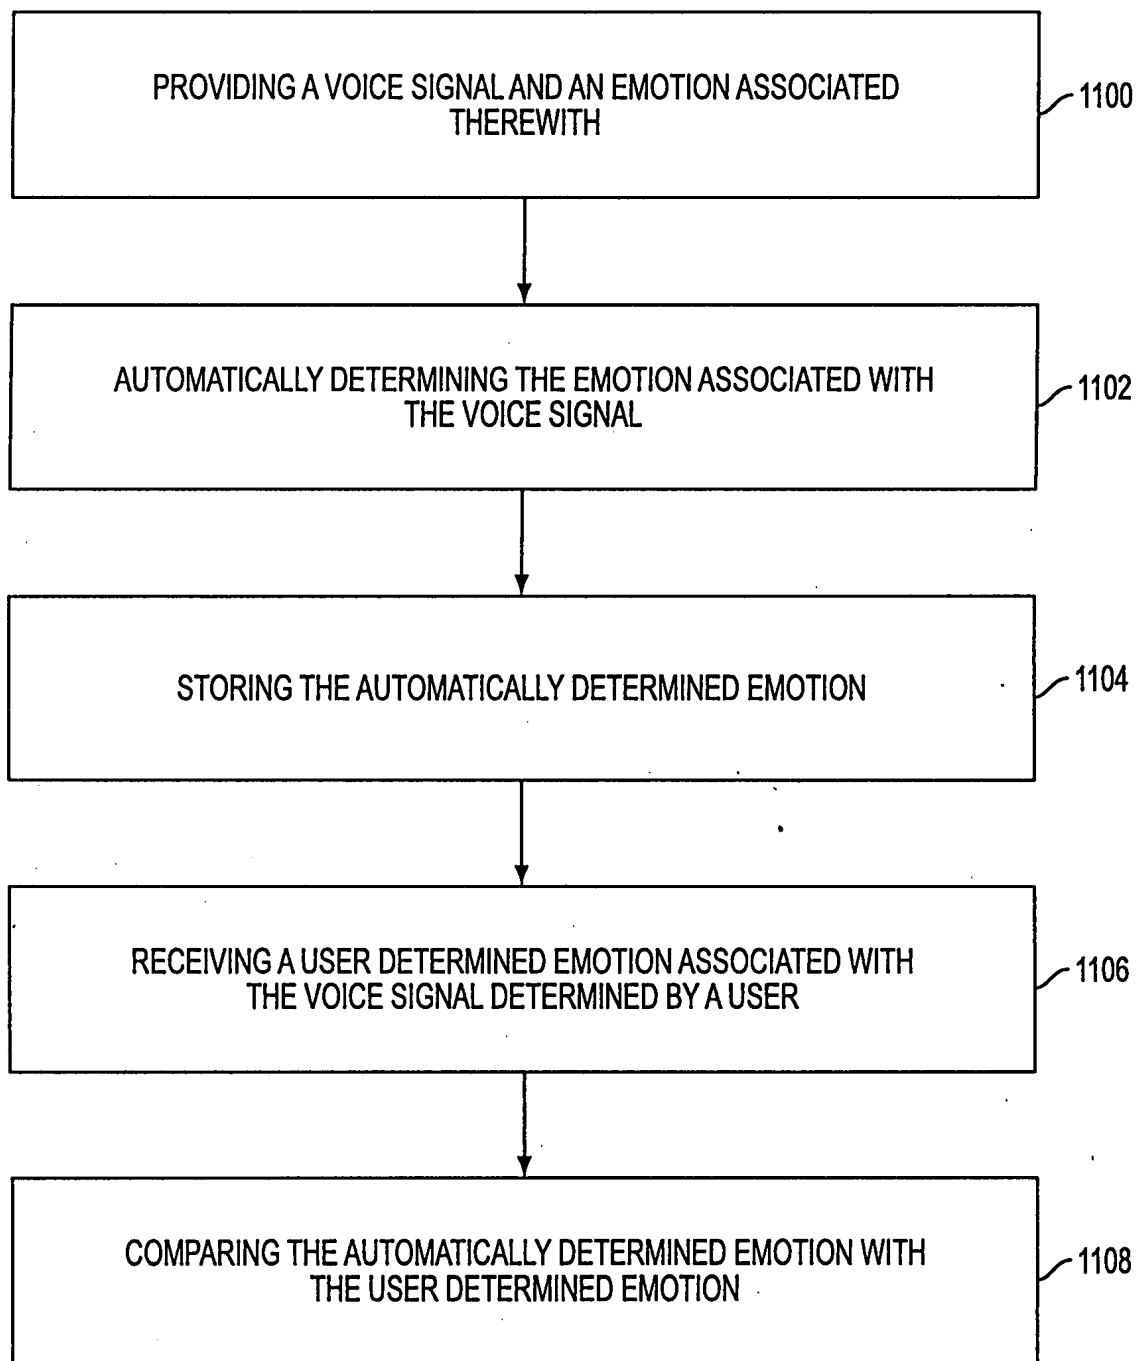 PROVIDING A VOICE SIGNAL AND AN EMOTION ASSOCIATED
THEREWITH
1100
AUTOMATICALLY DETERMINING THE EMOTION ASSOCIATED WITH
THE VOICE SIGNAL
1102
STORING THE AUTOMATICALLY DETERMINED EMOTION
1104
RECEIVING A USER DETERMINED EMOTION ASSOCIATED WITH
THE VOICE SIGNAL DETERMINED BY A USER
1106
COMPARING THE AUTOMATICALLY DETERMINED EMOTION WITH
THE USER DETERMINED EMOTION
1108